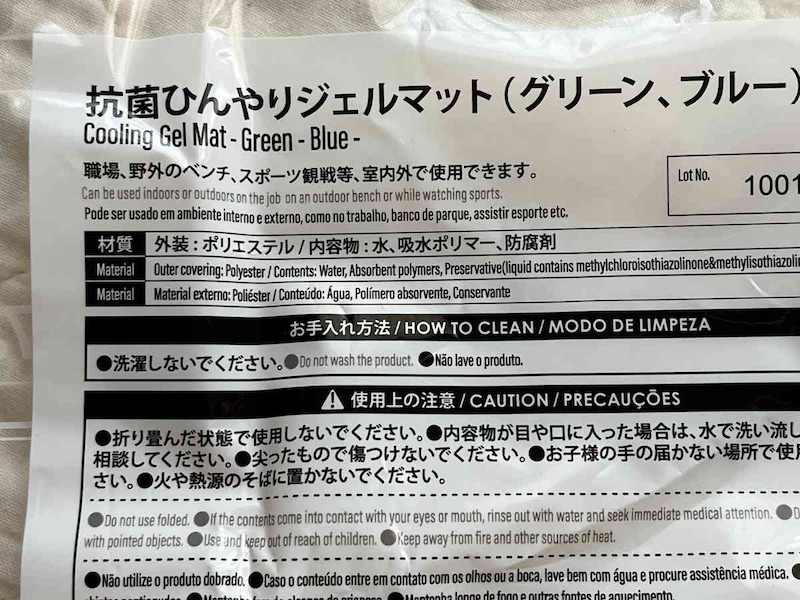 抗菌ひんやりジェルマット(グリーン、ブルー)
Cooling Gel Mat - Green - Blue -
職場、野外のベンチ、スポーツ観戦等、室内外で使用できます。
Can be used indoors or outdoors on the job on an outdoor bench or while watching sports.
Pode ser usado em ambiente interno e externo, como no trabalho, banco de parque, assistir esporte etc.
Lot No. 1001
材質 外装:ポリエステル/内容物:水、吸水ポリマー、防腐剤
Material Outer covering: Polyester / Contents: Water, Absorbent polymers, Preservative(liquid contains methylchloroisothiazolinone&methylisothiazolin
Material Material externo: Poliéster / Conteúdo: Água, Polímero absorvente, Conservante
お手入れ方法 / HOW TO CLEAN / MODO DE LIMPEZA
●洗濯しないでください。●Do not wash the product. ●Não lave o produto.
⚠ 使用上の注意 / CAUTION / PRECAUÇÕES
●折り畳んだ状態で使用しないでください。●内容物が目や口に入った場合は、水で洗い流し
相談してください。●尖ったもので傷つけないでください。●お子様の手の届かない場所で使用
さい。●火や熱源のそばに置かないでください。
●Do not use folded. ●If the contents come into contact with your eyes or mouth, rinse out with water and seek immediate medical attention. ●D
with pointed objects. ●Use and keep out of reach of children. ●Keep away from fire and other sources of heat.
●Não utilize o produto dobrado. ●Caso o conteúdo entre em contato com os olhos ou a boca, lave bem com água e procure assistência médica. ●
objetos pontiagudos. ●Mantenha fora do alcance de crianças. ●Mantenha longe de fogo e outras fontes de aquecimento.